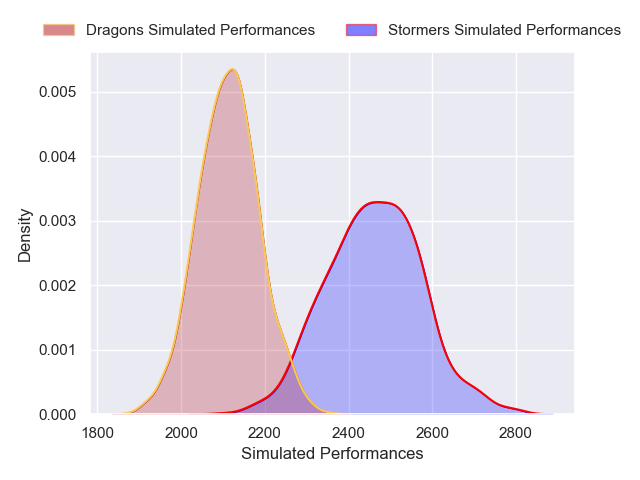 Dragons Simulated Performances Stormers Simulated Performances
0.005
0.004
0.003
0.002
0.001
0.000
Density
1800 2000 2200 2400 2600 2800
Simulated Performances